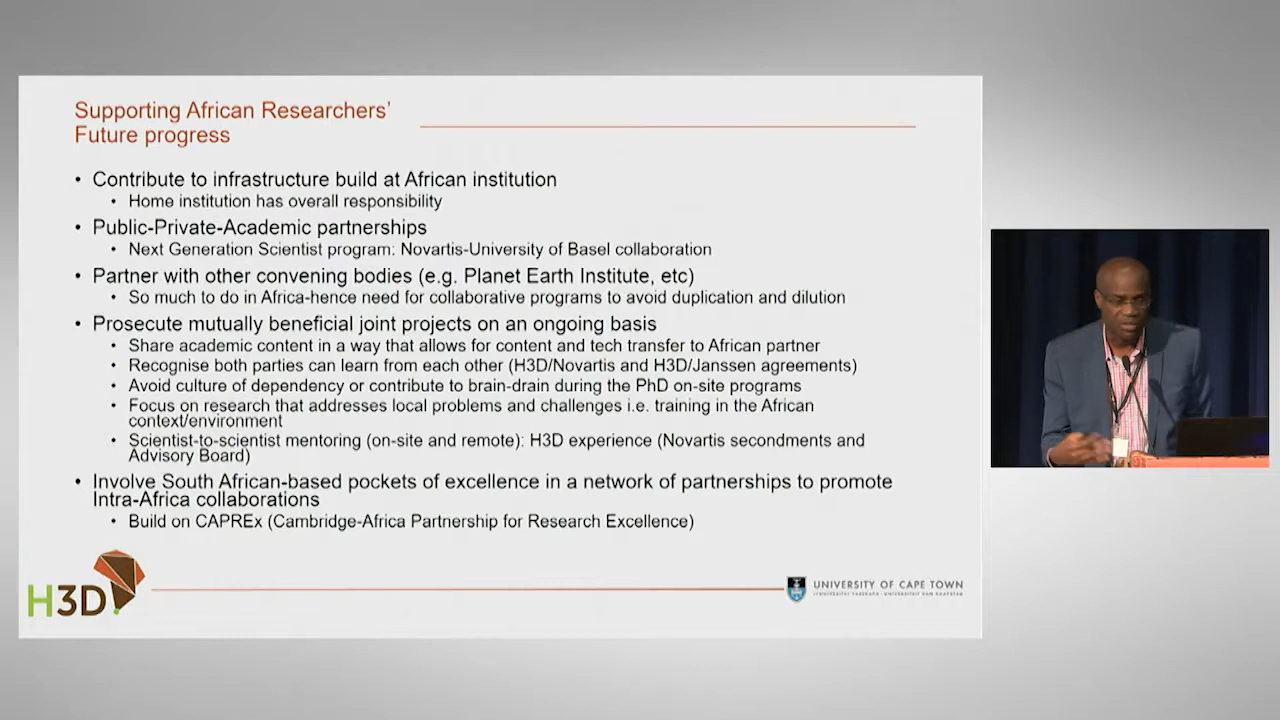 Supporting African Researchers'
Future progress
• Contribute to infrastructure build at African institution
• Home institution has overall responsibility
• Public-Private-Academic partnerships
• Next Generation Scientist program: Novartis-University of Basel collaboration
• Partner with other convening bodies (e.g. Planet Earth Institute, etc)
• So much to do in Africa-hence need for collaborative programs to avoid duplication and dilution
• Prosecute mutually beneficial joint projects on an ongoing basis
• Share academic content in a way that allows for content and tech transfer to African partner
• Recognise both parties can learn from each other (H3D/Novartis and H3D/Janssen agreements)
• Avoid culture of dependency or contribute to brain-drain during the PhD on-site programs
• Focus on research that addresses local problems and challenges i.e. training in the African
context/environment
• Scientist-to-scientist mentoring (on-site and remote): H3D experience (Novartis secondments and
Advisory Board)
• Involve South African-based pockets of excellence in a network of partnerships to promote
Intra-Africa collaborations
• Build on CAPREx (Cambridge-Africa Partnership for Research Excellence)
H3D
UNIVERSITY OF CAPE TOWN